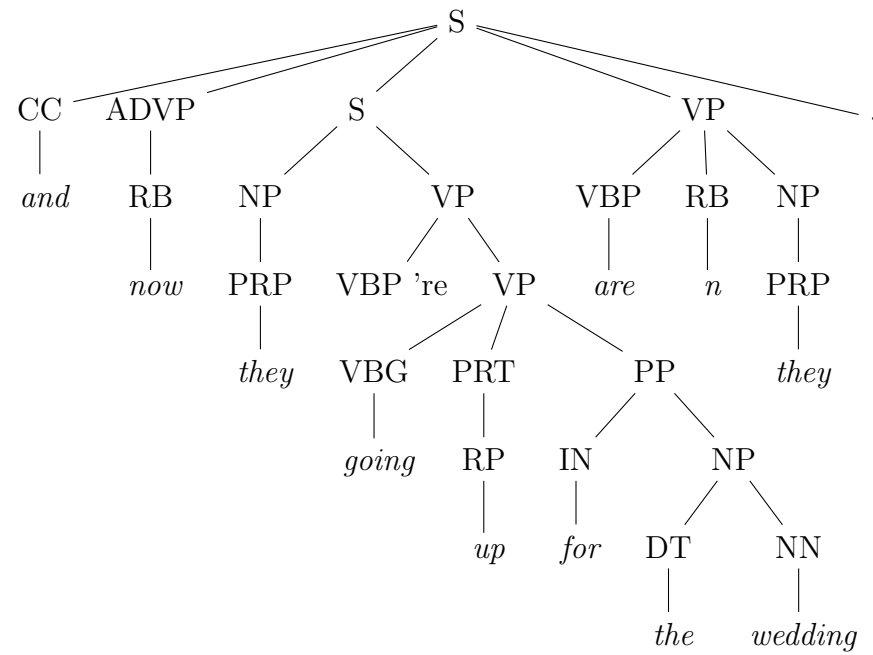 S
CC ADVP S VP .
and RB NP VP VBP RB NP
now PRP VBP 're VP are n PRP
they VBG PRT PP they
going RP IN NP
up for DT NN
the wedding